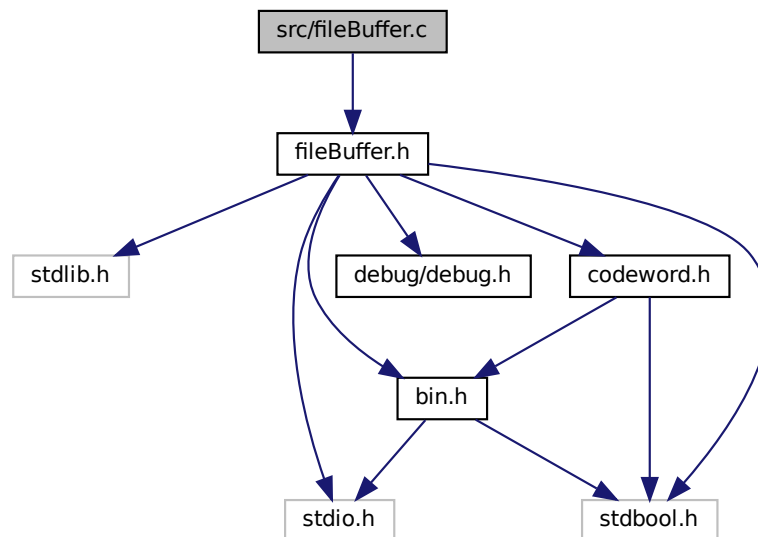 src/fileBuffer.c
fileBuffer.h
stdlib.h
debug/debug.h
codeword.h
bin.h
stdio.h
stdbool.h